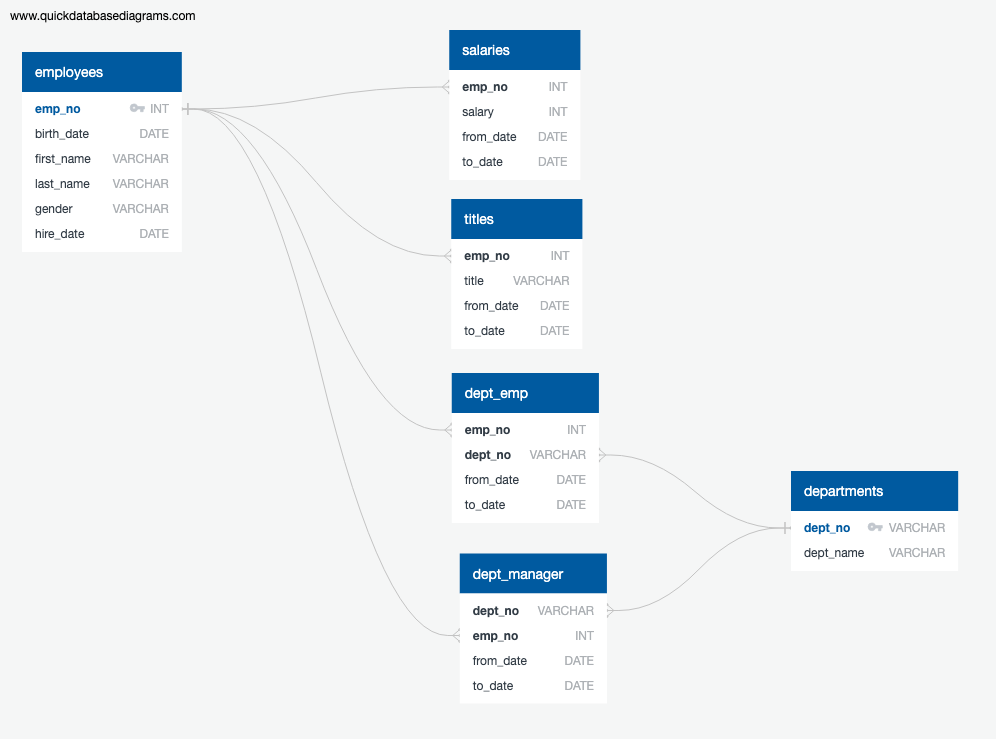 www.quickdatabasediagrams.com
employees
emp_no INT
birth_date DATE
first_name VARCHAR
last_name VARCHAR
gender VARCHAR
hire_date DATE
salaries
emp_no INT
salary INT
from_date DATE
to_date DATE
titles
emp_no INT
title VARCHAR
from_date DATE
to_date DATE
dept_emp
emp_no INT
dept_no VARCHAR
from_date DATE
to_date DATE
dept_manager
dept_no VARCHAR
emp_no INT
from_date DATE
to_date DATE
departments
dept_no VARCHAR
dept_name VARCHAR